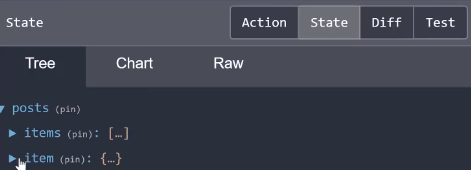 State Action State Diff Test
Tree Chart Raw
posts (pin)
items (pin): […]
item (pin): {…}